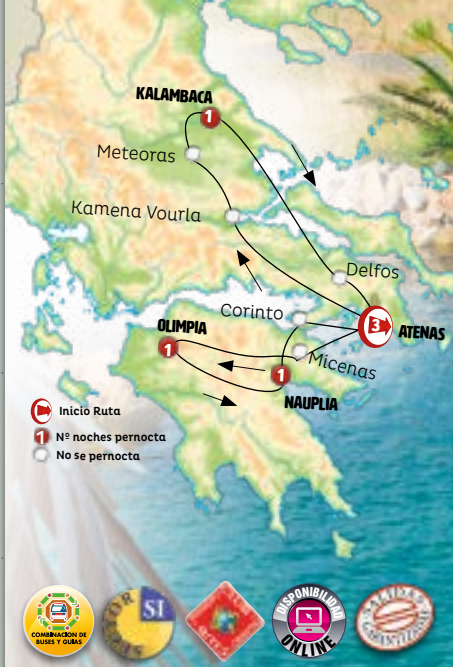 KALAMBACA
1
Meteoras
Kamena Vourla
Delfos
Corinto
3
ATENAS
OLIMPIA
1
Micenas
1
NAUPLIA
Inicio Ruta
1 Nº noches pernocta
No se pernocta
COMBINACIÓN DE
BUSES Y GUÍAS
SI
DISPONIBILIDAD
ONLINE